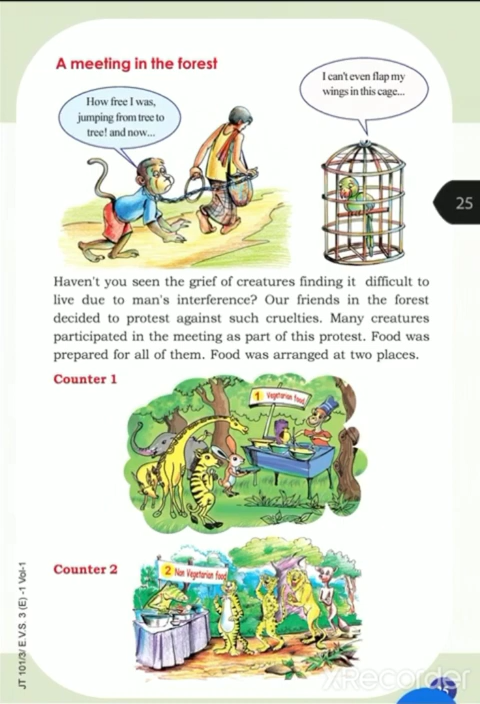 A meeting in the forest
How free I was,
jumping from tree to
tree! and now...
I can't even flap my
wings in this cage...
25
Haven't you seen the grief of creatures finding it difficult to
live due to man's interference? Our friends in the forest
decided to protest against such cruelties. Many creatures
participated in the meeting as part of this protest. Food was
prepared for all of them. Food was arranged at two places.
Counter 1
1 Vegetarian food
Counter 2
2 Non Vegetarian food
JT 101/3/ E.V.S. 3 (E) -1 Vol-1
XRecorder